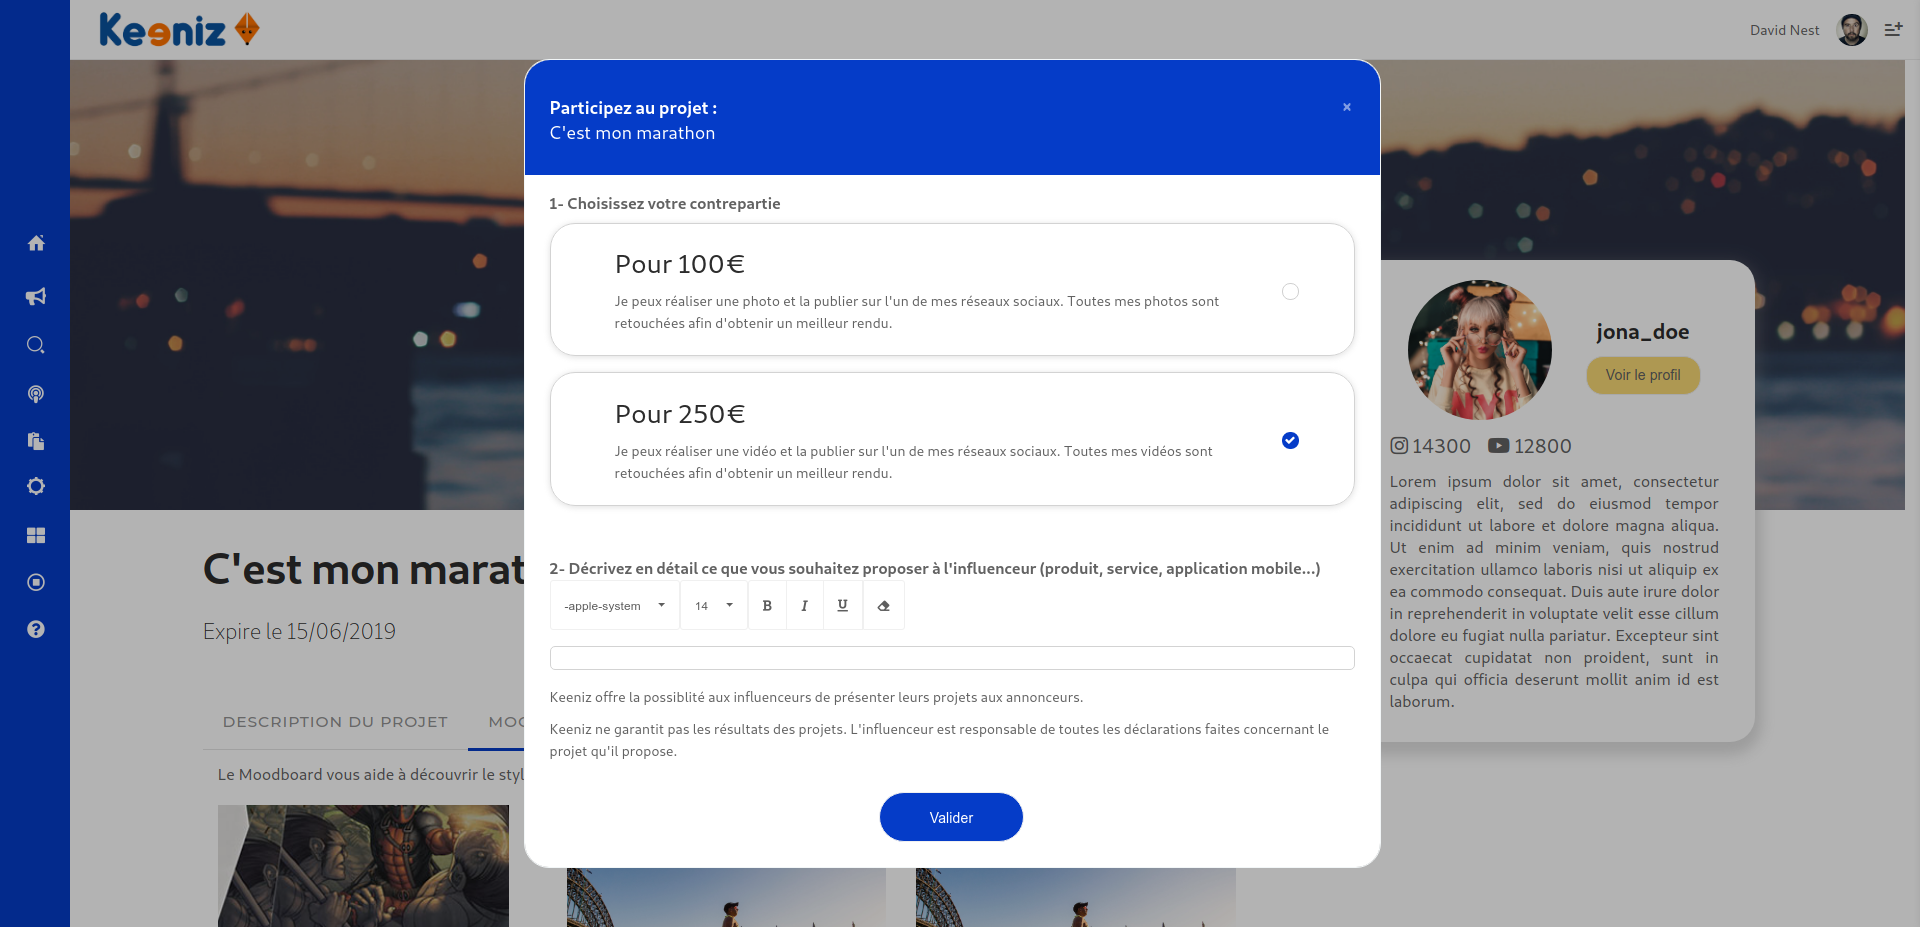 Keeniz
David Nest
Participez au projet :
C'est mon marathon
×
1- Choisissez votre contrepartie
Pour 100€
Je peux réaliser une photo et la publier sur l'un de mes réseaux sociaux. Toutes mes photos sont
retouchées afin d'obtenir un meilleur rendu.
Pour 250€
Je peux réaliser une vidéo et la publier sur l'un de mes réseaux sociaux. Toutes mes vidéos sont
retouchées afin d'obtenir un meilleur rendu.
2- Décrivez en détail ce que vous souhaitez proposer à l'influenceur (produit, service, application mobile...)
-apple-system 14 B I U
Keeniz offre la possiblité aux influenceurs de présenter leurs projets aux annonceurs.
Keeniz ne garantit pas les résultats des projets. L'influenceur est responsable de toutes les déclarations faites concernant le
projet qu'il propose.
Valider
jona_doe
Voir le profil
14300 12800
Lorem ipsum dolor sit amet, consectetur
adipiscing elit, sed do eiusmod tempor
incididunt ut labore et dolore magna aliqua.
Ut enim ad minim veniam, quis nostrud
exercitation ullamco laboris nisi ut aliquip ex
ea commodo consequat. Duis aute irure dolor
in reprehenderit in voluptate velit esse cillum
dolore eu fugiat nulla pariatur. Excepteur sint
occaecat cupidatat non proident, sunt in
culpa qui officia deserunt mollit anim id est
laborum.
C'est mon marat
Expire le 15/06/2019
DESCRIPTION DU PROJET MOO
Le Moodboard vous aide à découvrir le styl